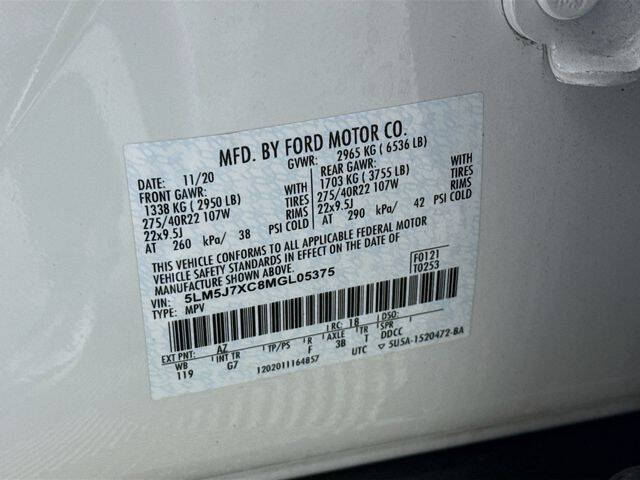 MFD. BY FORD MOTOR CO.
DATE: 11/20 GVWR: 2965 KG ( 6536 LB)
FRONT GAWR: REAR GAWR:
1338 KG ( 2950 LB) WITH 1703 KG ( 3755 LB) WITH
275/40R22 107W TIRES 275/40R22 107W TIRES
22x9.5J RIMS 22x9.5J RIMS
AT 260 kPa/ 38 PSI COLD AT 290 kPa/ 42 PSI COLD
THIS VEHICLE CONFORMS TO ALL APPLICABLE FEDERAL MOTOR
VEHICLE SAFETY STANDARDS IN EFFECT ON THE DATE OF
MANUFACTURE SHOWN ABOVE.
VIN: 5LM5J7XC8MGL05375 F0121
TYPE: MPV T0253
EXT PNT: AZ RC: 18 DSO:
WB INT TR TP/PS R AXLE TR SPR
119 G7 F 3B T DDCC
1202011164857 UTC ▽ 5U5A-1520472-BA